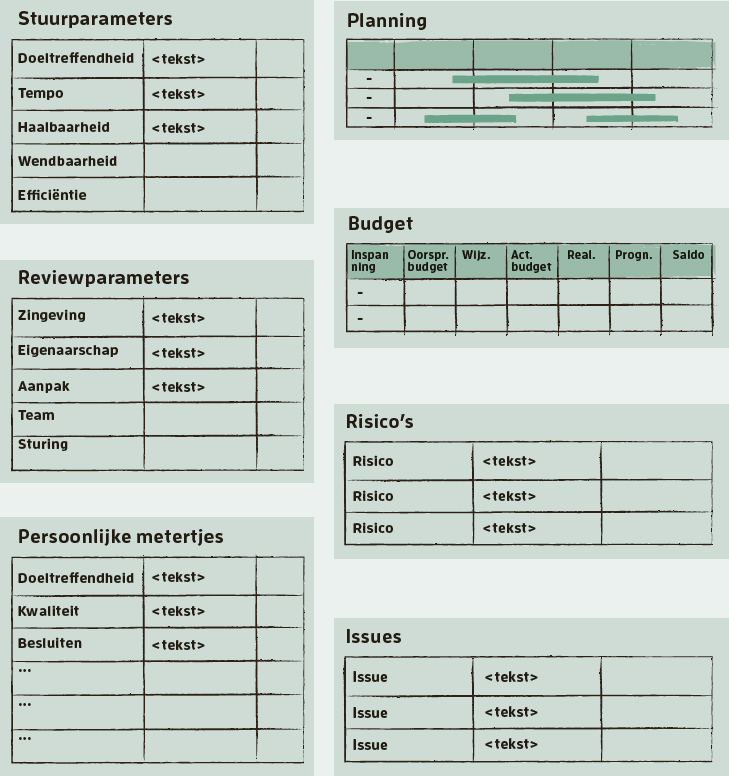 Stuurparameters
Doeltreffendheid <tekst>
Tempo <tekst>
Haalbaarheid <tekst>
Wendbaarheid
Efficiëntie
Reviewparameters
Zingeving <tekst>
Eigenaarschap <tekst>
Aanpak <tekst>
Team
Sturing
Persoonlijke metertjes
Doeltreffendheid <tekst>
Kwaliteit <tekst>
Besluiten <tekst>
...
...
...
Planning
-
-
-
Budget
Inspan Oorspr. Wijz. Act. Real. Progn. Saldo
ning budget budget
-
-
Risico's
Risico <tekst>
Risico <tekst>
Risico <tekst>
Issues
Issue <tekst>
Issue <tekst>
Issue <tekst>